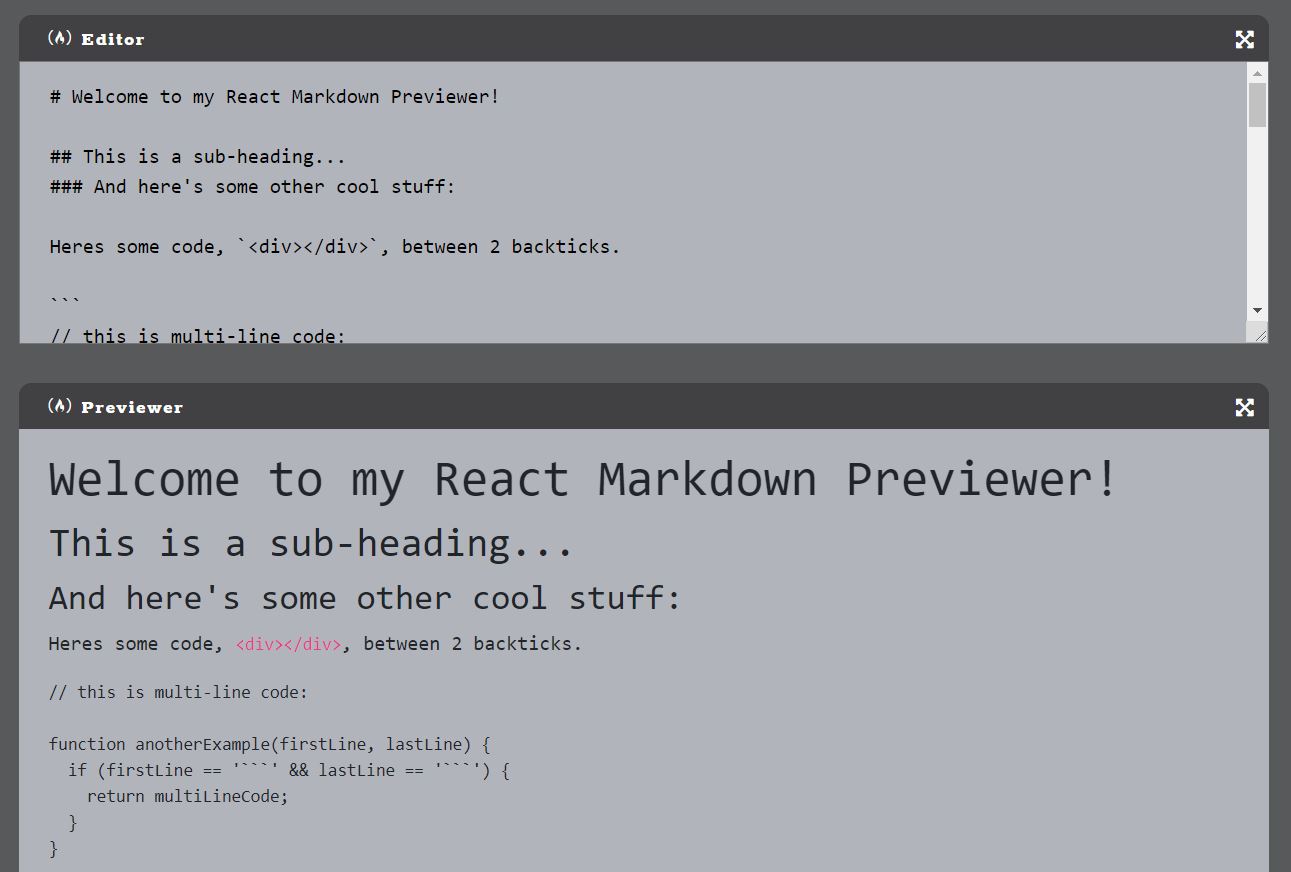 Editor
# Welcome to my React Markdown Previewer!
## This is a sub-heading...
### And here's some other cool stuff:
Heres some code, `<div></div>`, between 2 backticks.
```
// this is multi-line code:
Previewer
Welcome to my React Markdown Previewer!
This is a sub-heading...
And here's some other cool stuff:
Heres some code, <div></div>, between 2 backticks.
// this is multi-line code:
function anotherExample(firstLine, lastLine) {
  if (firstLine == '```' && lastLine == '```') {
    return multiLineCode;
  }
}